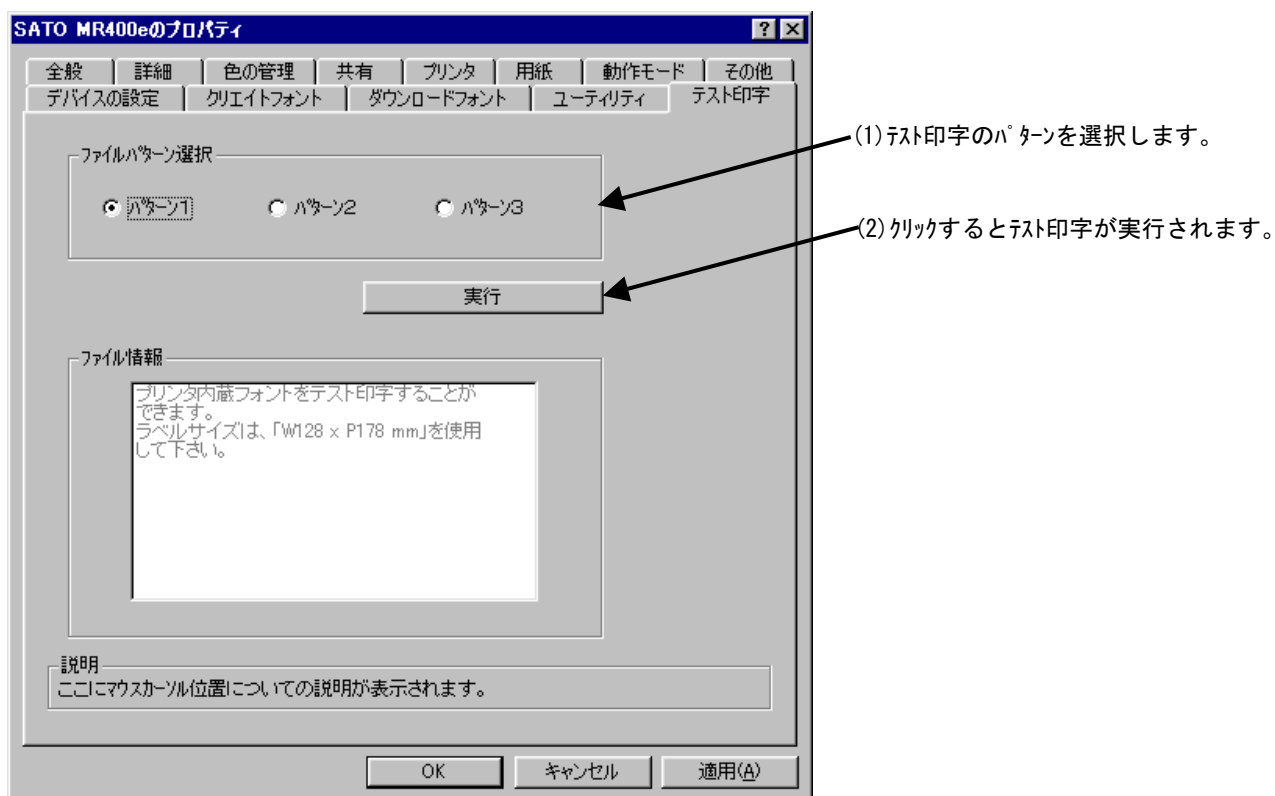 SATO MR400eのプロパティ
全般 詳細 色の管理 共有 プリンタ 用紙 動作モード その他
デバイスの設定 クリエイトフォント ダウンロードフォント ユーティリティ テスト印字
ファイルパターン選択
パターン1 パターン2 パターン3
(1)ﾃｽﾄ印字のﾊﾟﾀｰﾝを選択します。
(2)ｸﾘｯｸするとﾃｽﾄ印字が実行されます。
実行
ファイル情報
プリンタ内蔵フォントをテスト印字することが
できます。
ラベルサイズは、「W128 x P178 mm」を使用
して下さい。
説明
ここにマウスカーソル位置についての説明が表示されます。
OK キャンセル 適用(A)